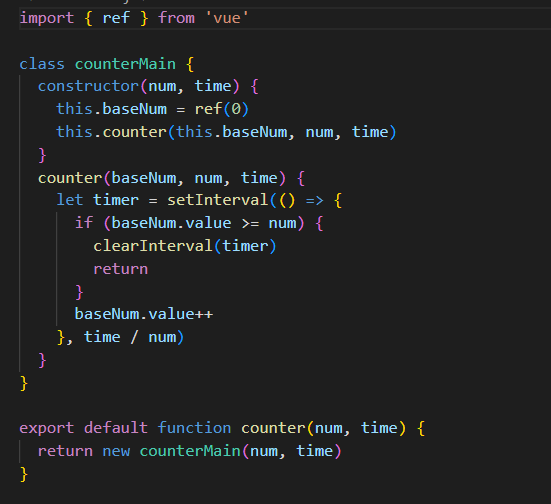 import { ref } from 'vue'
class counterMain {
constructor(num, time) {
this.baseNum = ref(0)
this.counter(this.baseNum, num, time)
}
counter(baseNum, num, time) {
let timer = setInterval(() => {
if (baseNum.value >= num) {
clearInterval(timer)
return
}
baseNum.value++
}, time / num)
}
}
export default function counter(num, time) {
return new counterMain(num, time)
}